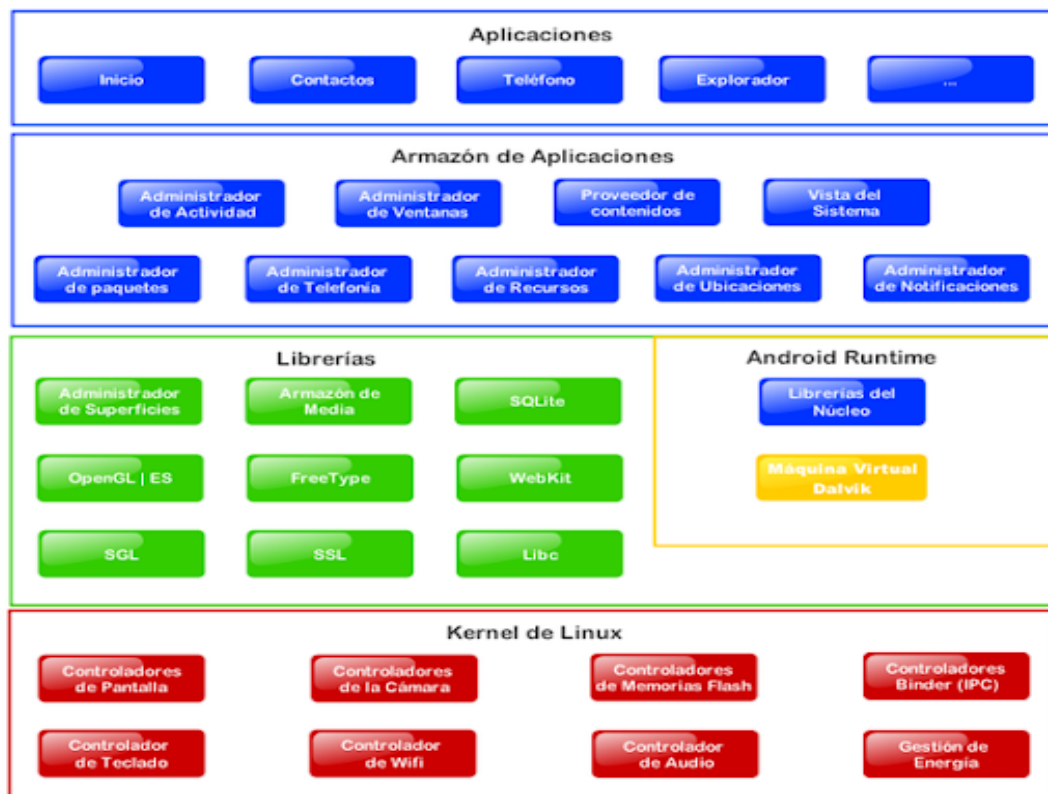 Aplicaciones
Inicio
Contactos
Teléfono
Explorador
...
Armazón de Aplicaciones
Administrador
de Actividad
Administrador
de Ventanas
Proveedor de
contenidos
Vista del
Sistema
Administrador
de paquetes
Administrador
de Telefonía
Administrador
de Recursos
Administrador
de Ubicaciones
Administrador
de Notificaciones
Librerías
Administrador
de Superficies
Armazón de
Media
SQLite
OpenGL | ES
FreeType
WebKit
SGL
SSL
Libc
Android Runtime
Librerías del
Núcleo
Máquina Virtual
Dalvik
Kernel de Linux
Controladores
de Pantalla
Controladores
de la Cámara
Controladores
de Memorias Flash
Controladores
Binder (IPC)
Controlador
de Teclado
Controlador
de Wifi
Controlador
de Audio
Gestión de
Energía